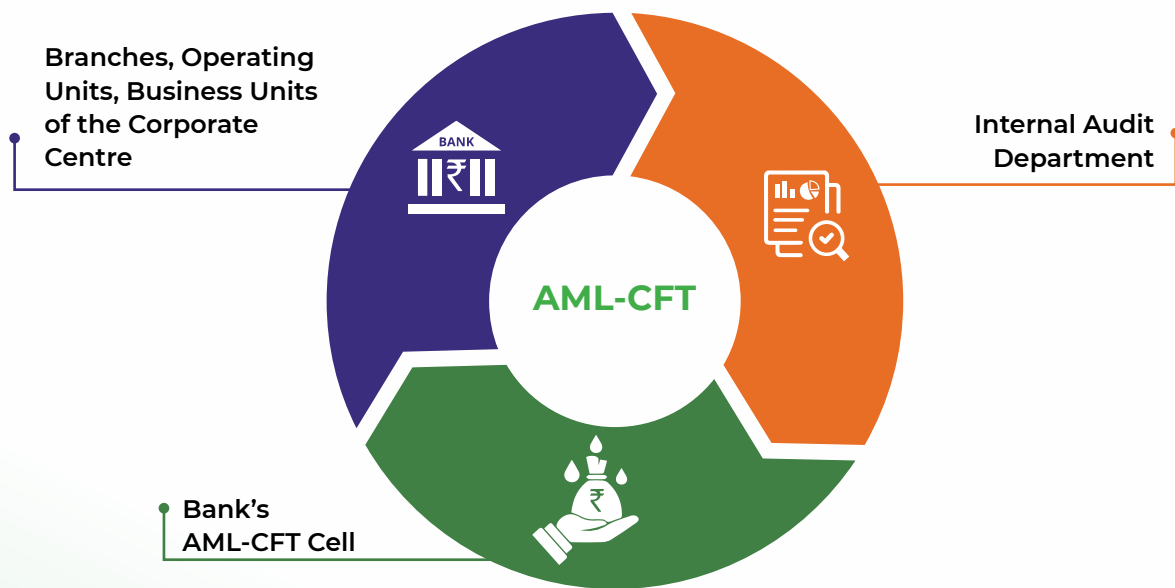 Branches, Operating
Units, Business Units
of the Corporate
Centre
BANK
₹
Internal Audit
Department
AML-CFT
₹
Bank’s
AML-CFT Cell